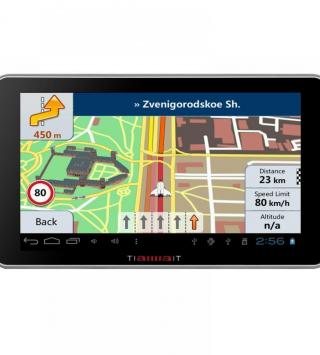 » Zvenigorodskoe Sh.
450 m
Distance
23 km
80
Speed Limit
80 km/h
Altitude
n/a
Back
2:56